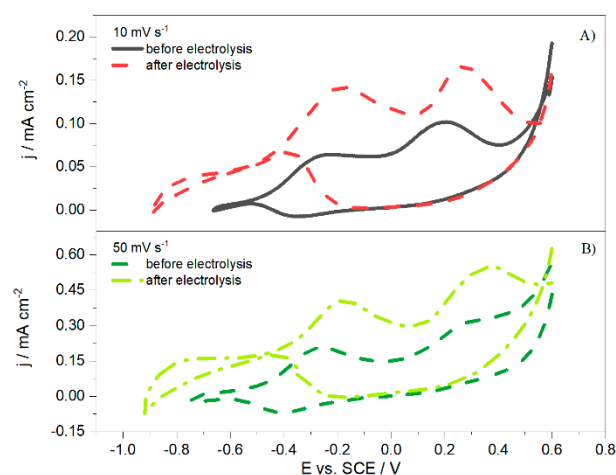 10 mV s⁻¹
A)
before electrolysis
after electrolysis
0.20
0.15
0.10
0.05
0.00
j / mA cm⁻²
50 mV s⁻¹
B)
before electrolysis
after electrolysis
0.60
0.45
0.30
0.15
0.00
-0.15
j / mA cm⁻²
-1.0 -0.8 -0.6 -0.4 -0.2 0.0 0.2 0.4 0.6 0.8
E vs. SCE / V